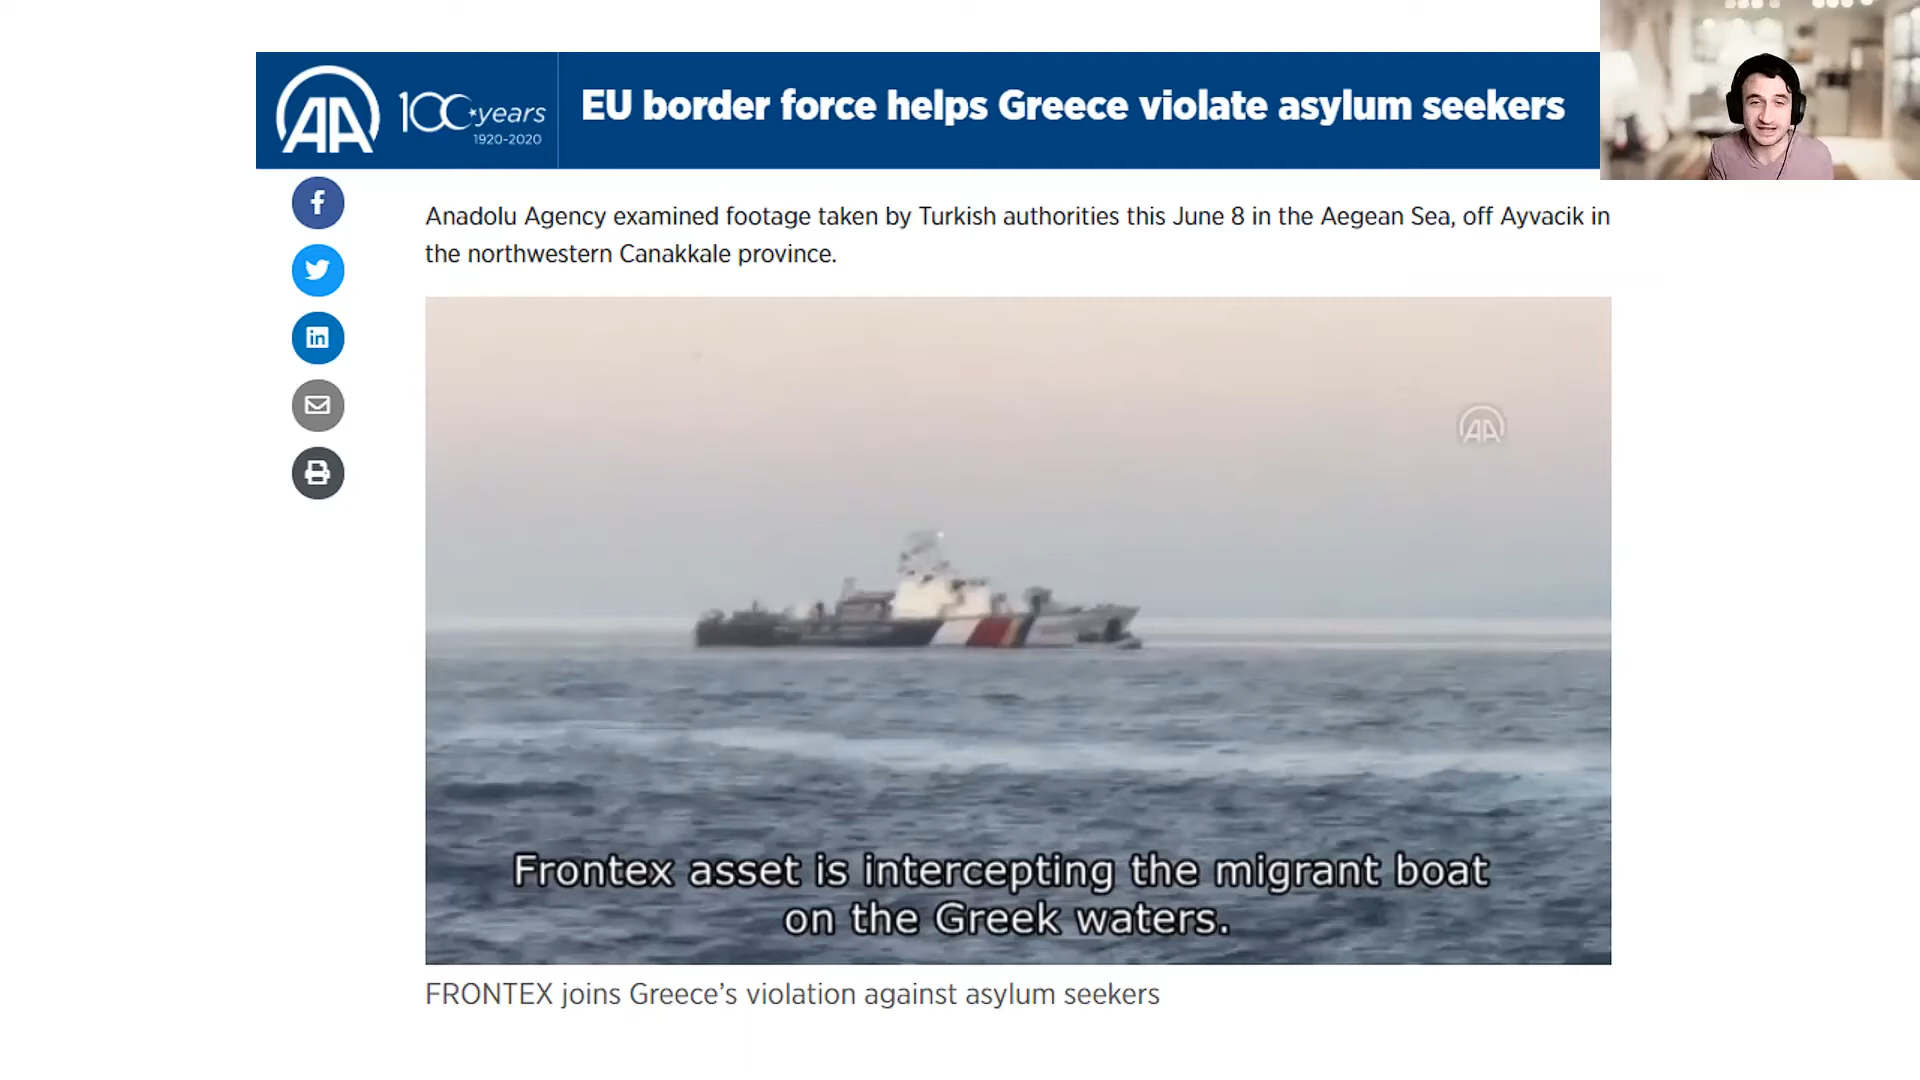 AA 100 years
1920-2020
EU border force helps Greece violate asylum seekers
Anadolu Agency examined footage taken by Turkish authorities this June 8 in the Aegean Sea, off Ayvacik in
the northwestern Canakkale province.
AA
Frontex asset is intercepting the migrant boat
on the Greek waters.
FRONTEX joins Greece's violation against asylum seekers